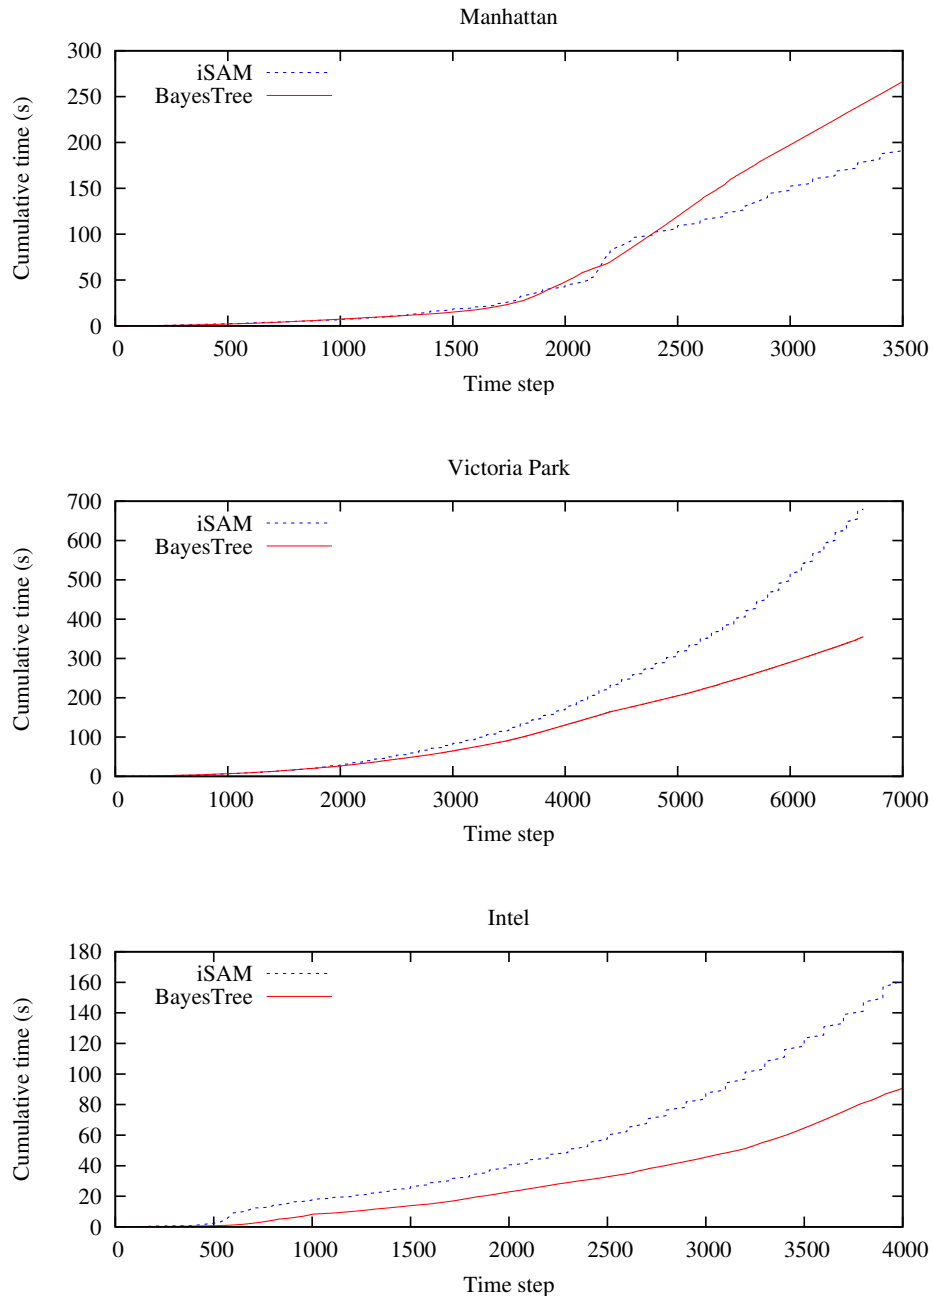 Manhattan
300
250
200
150
100
50
0
Cumulative time (s)
iSAM
BayesTree
0 500 1000 1500 2000 2500 3000 3500
Time step
Victoria Park
700
600
500
400
300
200
100
0
Cumulative time (s)
iSAM
BayesTree
0 1000 2000 3000 4000 5000 6000 7000
Time step
Intel
180
160
140
120
100
80
60
40
20
0
Cumulative time (s)
iSAM
BayesTree
0 500 1000 1500 2000 2500 3000 3500 4000
Time step